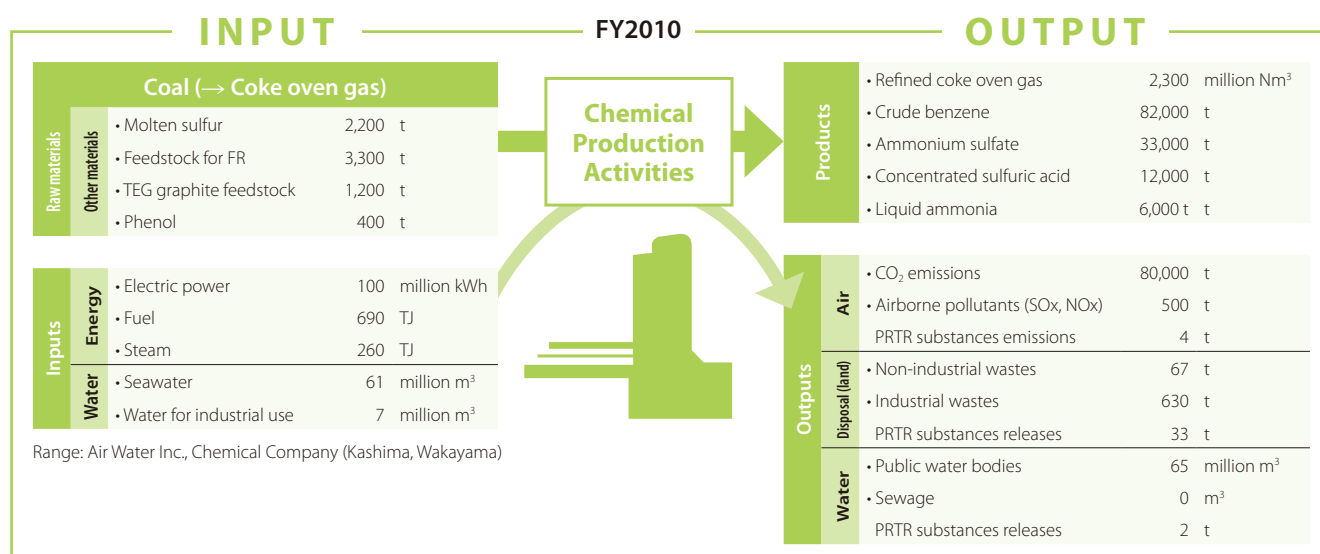 INPUT
FY2010
OUTPUT
Coal (→ Coke oven gas)
Raw materials
Other materials
• Molten sulfur 2,200 t
• Feedstock for FR 3,300 t
• TEG graphite feedstock 1,200 t
• Phenol 400 t
Inputs
Energy
• Electric power 100 million kWh
• Fuel 690 TJ
• Steam 260 TJ
Water
• Seawater 61 million m³
• Water for industrial use 7 million m³
Range: Air Water Inc., Chemical Company (Kashima, Wakayama)
Chemical
Production
Activities
Products
• Refined coke oven gas 2,300 million Nm³
• Crude benzene 82,000 t
• Ammonium sulfate 33,000 t
• Concentrated sulfuric acid 12,000 t
• Liquid ammonia 6,000 t t
Outputs
Air
• CO₂ emissions 80,000 t
• Airborne pollutants (SOx, NOx) 500 t
PRTR substances emissions 4 t
Disposal (land)
• Non-industrial wastes 67 t
• Industrial wastes 630 t
PRTR substances releases 33 t
Water
• Public water bodies 65 million m³
• Sewage 0 m³
PRTR substances releases 2 t